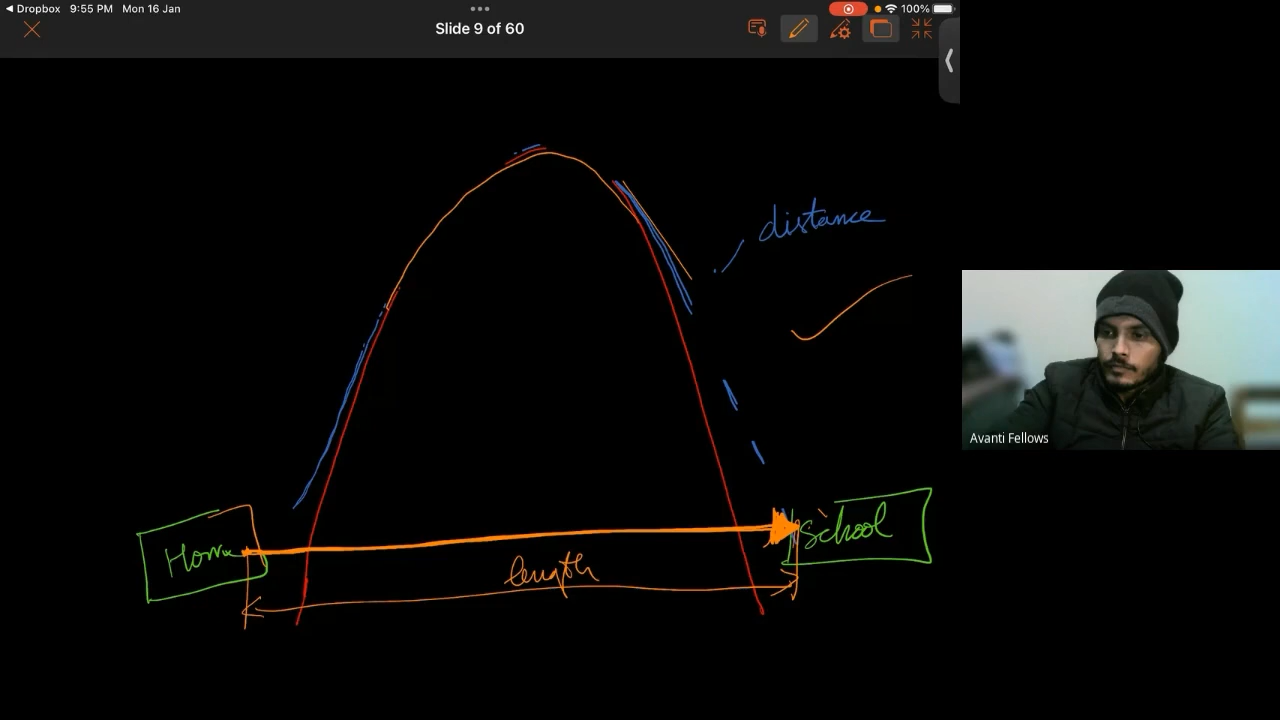 Dropbox 9:55 PM Mon 16 Jan 100%
Slide 9 of 60
distance
Home
School
length
Avanti Fellows